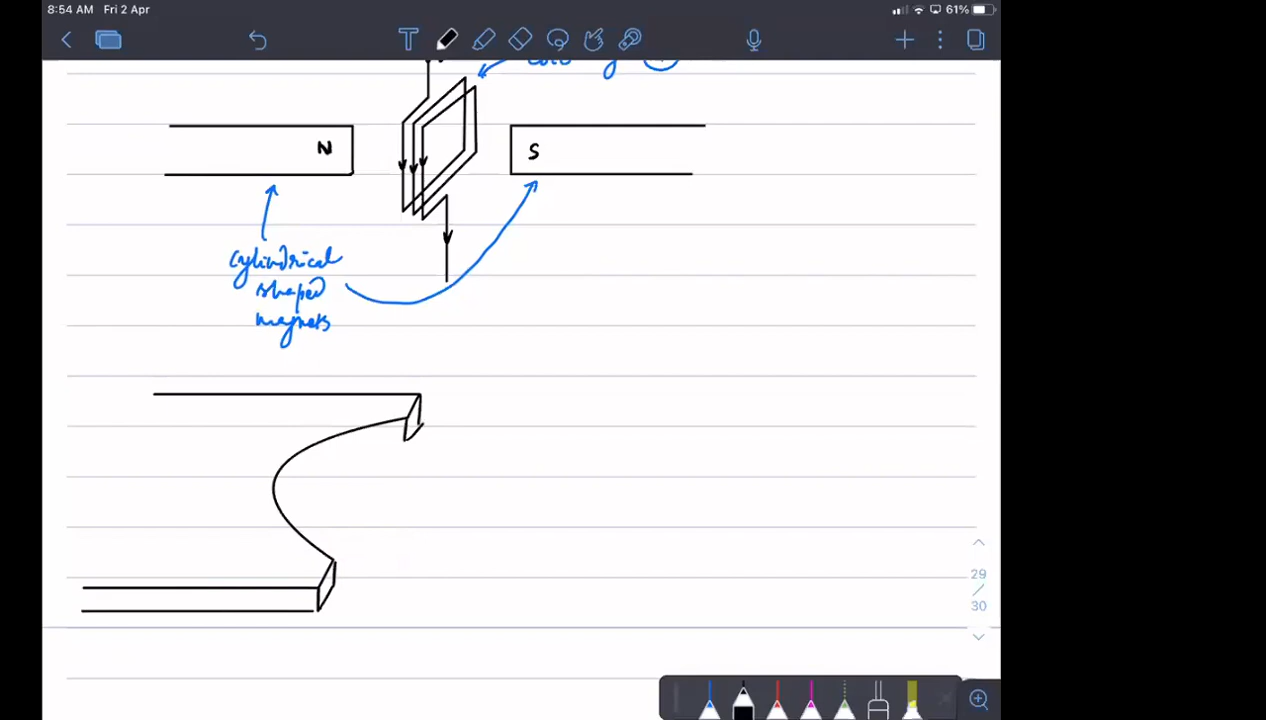 8:54 AM Fri 2 Apr
61%
T
N
S
cylindrical
shaped
magnets
29
/
30